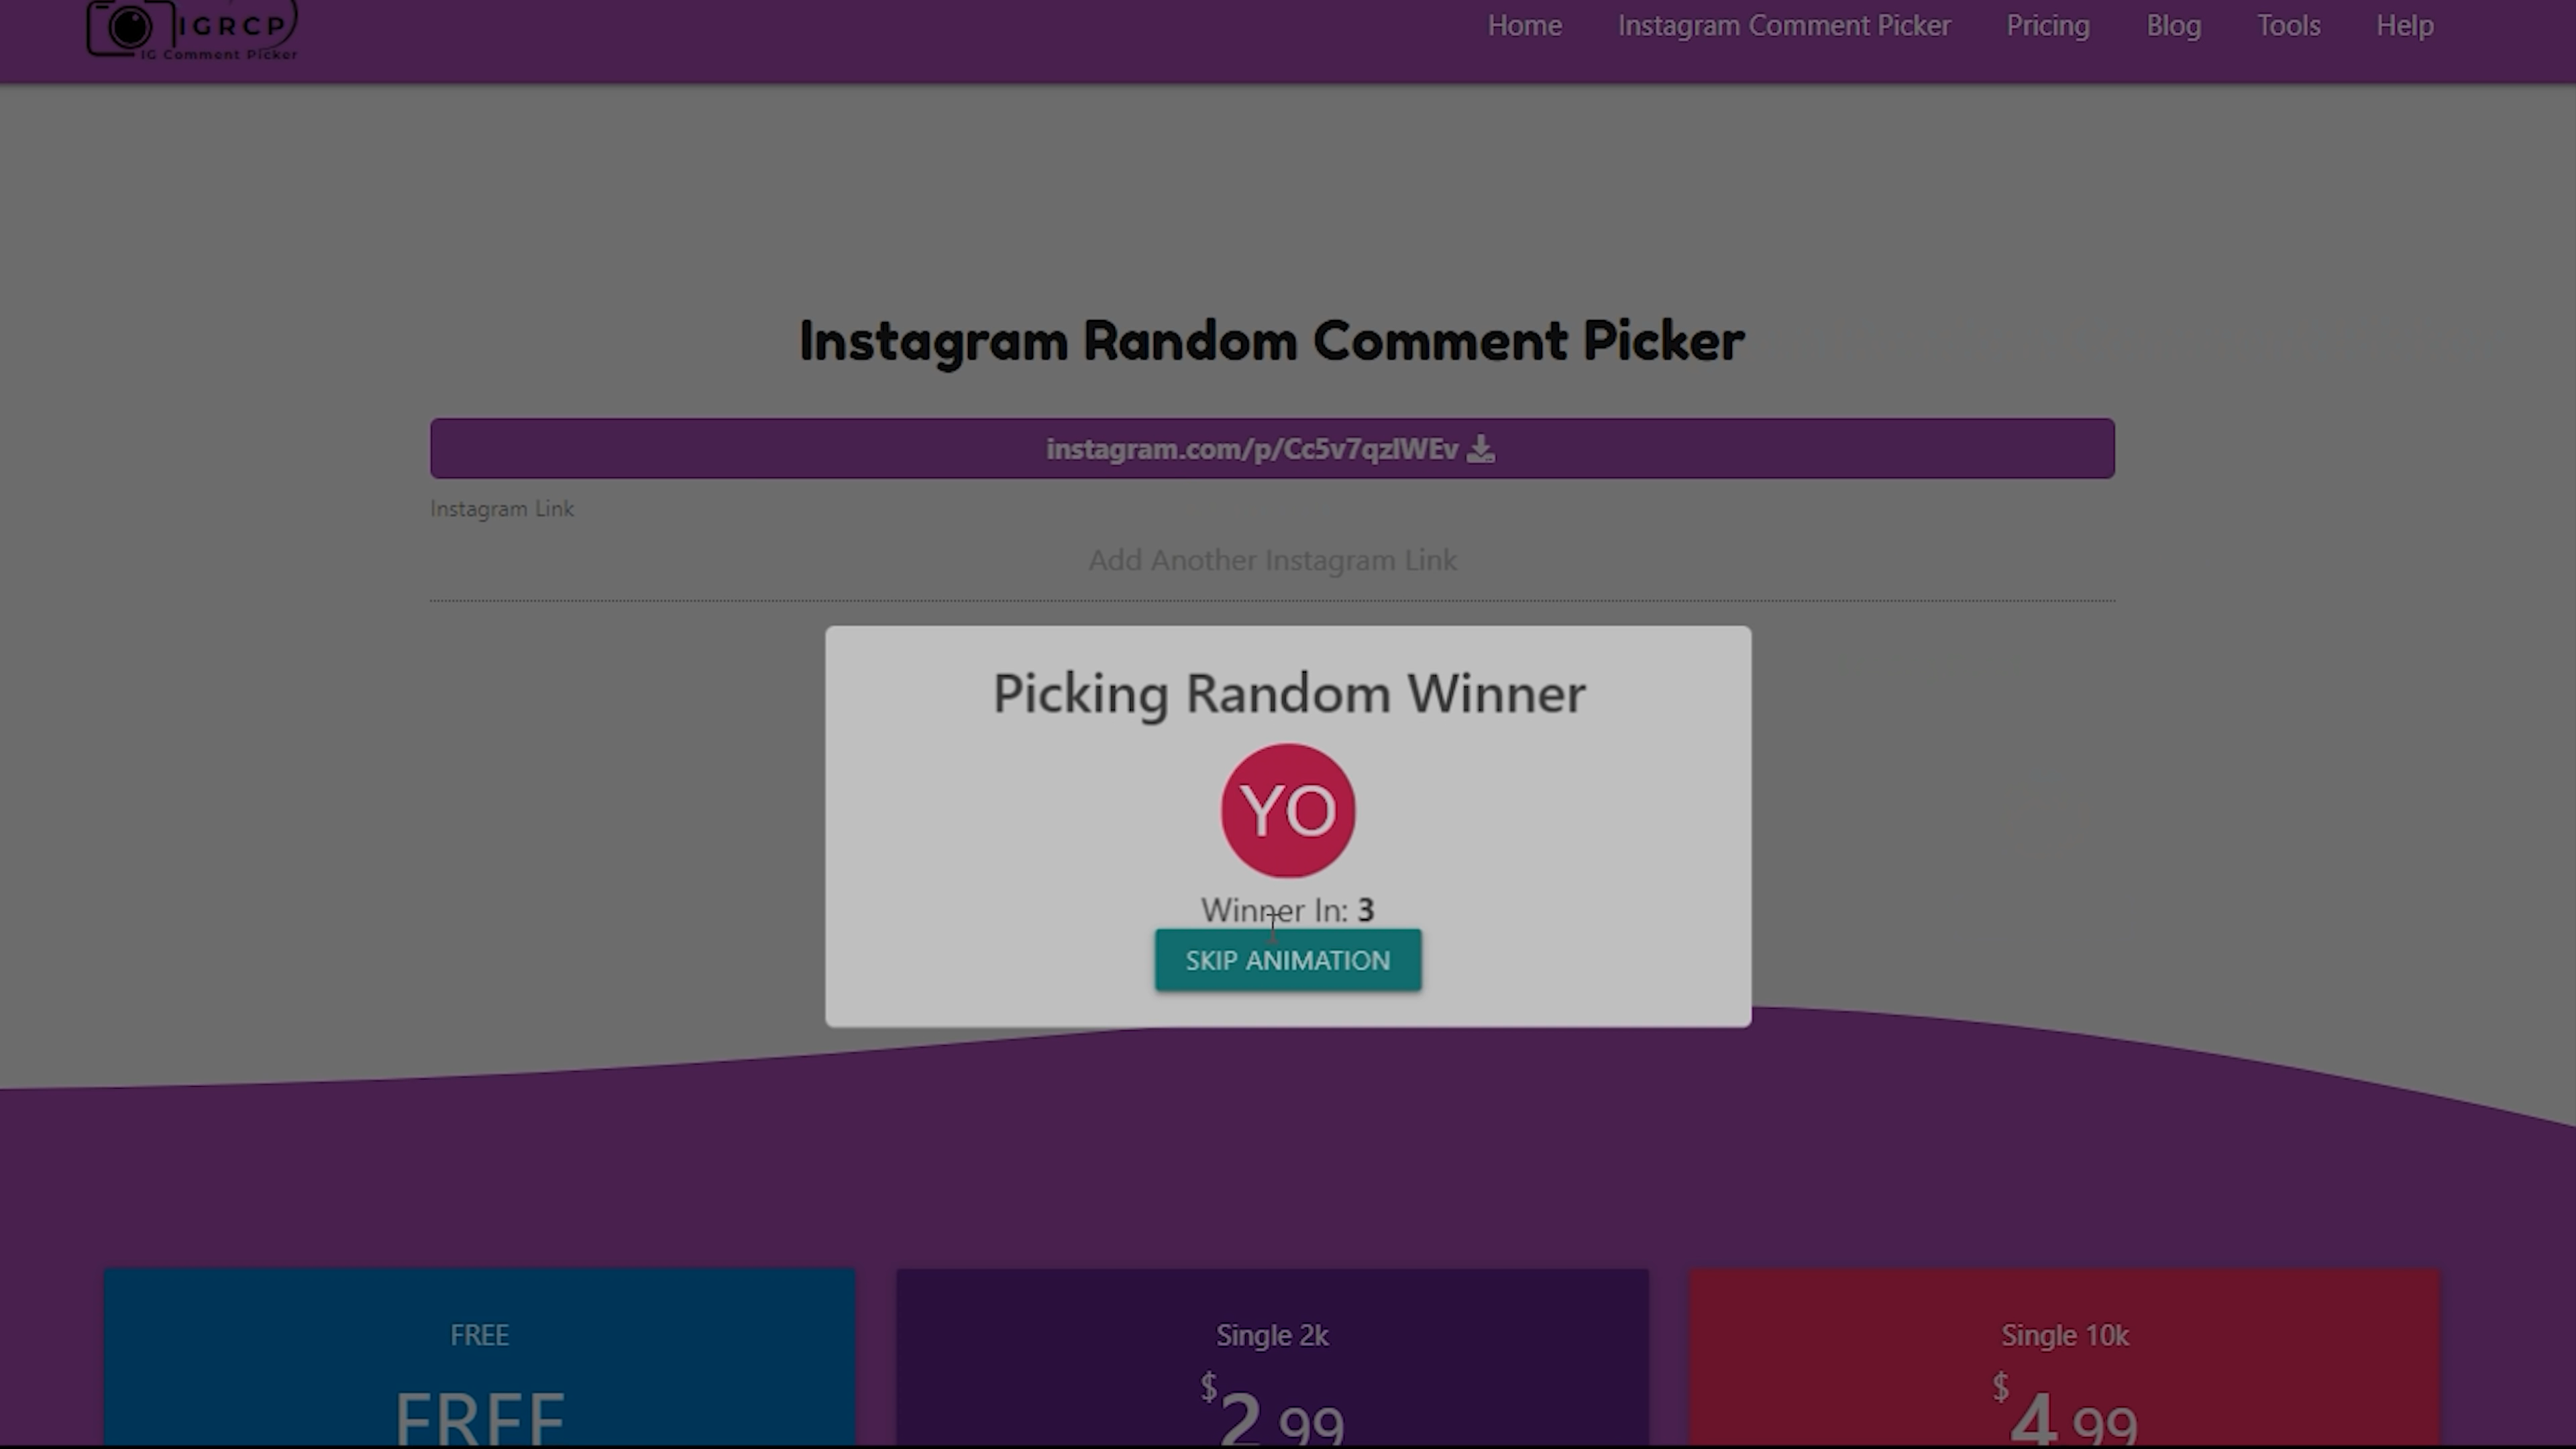 IGRCP
IG Comment Picker
Home Instagram Comment Picker Pricing Blog Tools Help
Instagram Random Comment Picker
instagram.com/p/Cc5v7qzlWEv
Instagram Link
Add Another Instagram Link
Picking Random Winner
YO
Winner In: 3
SKIP ANIMATION
FREE
FREE
Single 2k
$2.99
Single 10k
$4.99